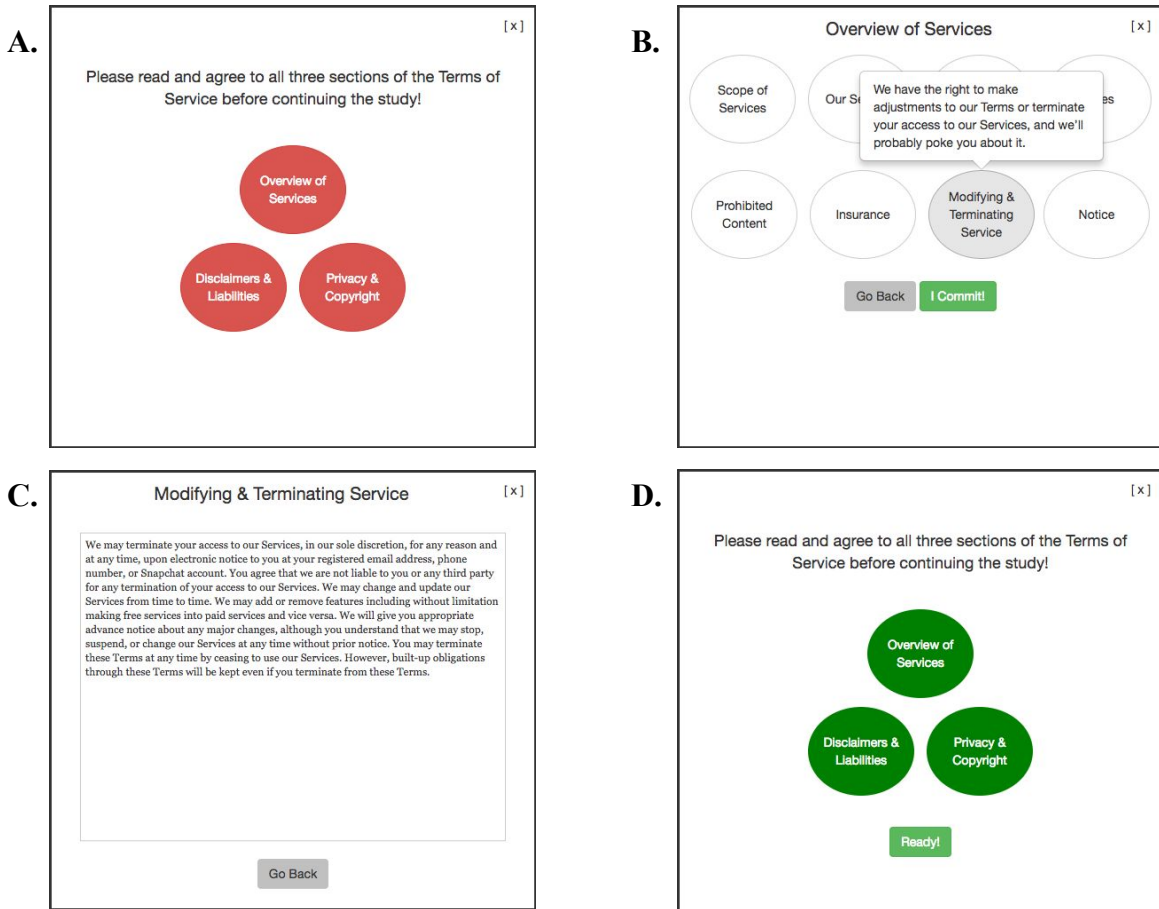 A.
[x]
Please read and agree to all three sections of the Terms of
Service before continuing the study!
Overview of
Services
Disclaimers &
Liabilities
Privacy &
Copyright
B.
Overview of Services
[x]
Scope of
Services
Our Se
es
We have the right to make
adjustments to our Terms or terminate
your access to our Services, and we'll
probably poke you about it.
Prohibited
Content
Insurance
Modifying &
Terminating
Service
Notice
Go Back
I Commit!
C.
Modifying & Terminating Service
[x]
We may terminate your access to our Services, in our sole discretion, for any reason and
at any time, upon electronic notice to you at your registered email address, phone
number, or Snapchat account. You agree that we are not liable to you or any third party
for any termination of your access to our Services. We may change and update our
Services from time to time. We may add or remove features including without limitation
making free services into paid services and vice versa. We will give you appropriate
advance notice about any major changes, although you understand that we may stop,
suspend, or change our Services at any time without prior notice. You may terminate
these Terms at any time by ceasing to use our Services. However, built-up obligations
through these Terms will be kept even if you terminate from these Terms.
Go Back
D.
[x]
Please read and agree to all three sections of the Terms of
Service before continuing the study!
Overview of
Services
Disclaimers &
Liabilities
Privacy &
Copyright
Ready!